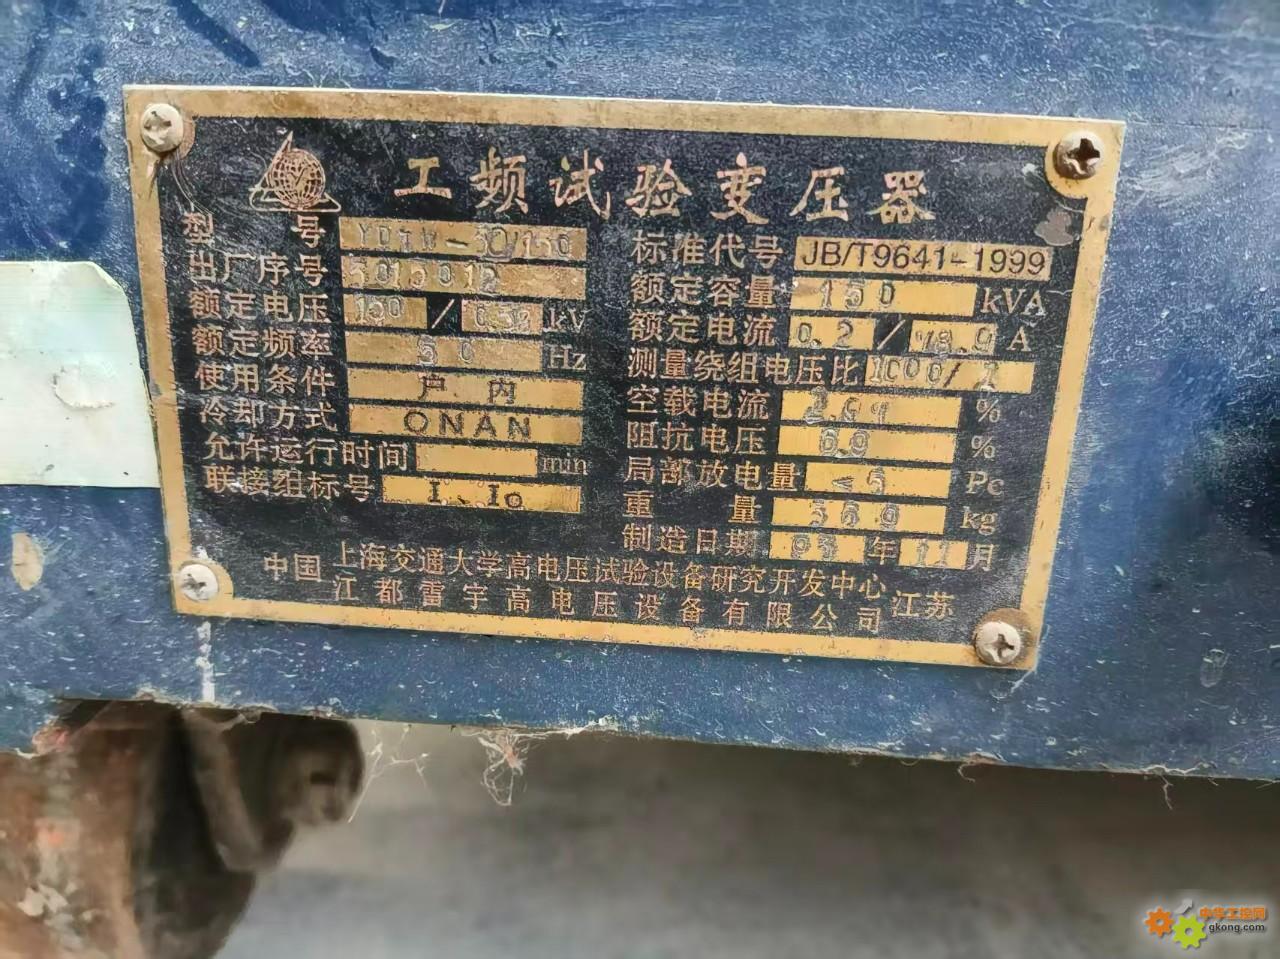 工频试验变压器
型号
标准代号 JB/T9641-1999
出厂序号
额定容量 150 kVA
额定电压 / kV
额定电流 0.2 / A
额定频率 50 Hz
测量绕组电压比 1000/1
使用条件 户内
空载电流 %
冷却方式 ONAN
阻抗电压 6.9 %
允许运行时间 min
局部放电量 <5 Pc
联接组标号 I、Io
重量 kg
制造日期 年 11 月
中国 上海交通大学高电压试验设备研究开发中心
江都雷宇高电压设备有限公司 江苏
中华工控网
gkong.com